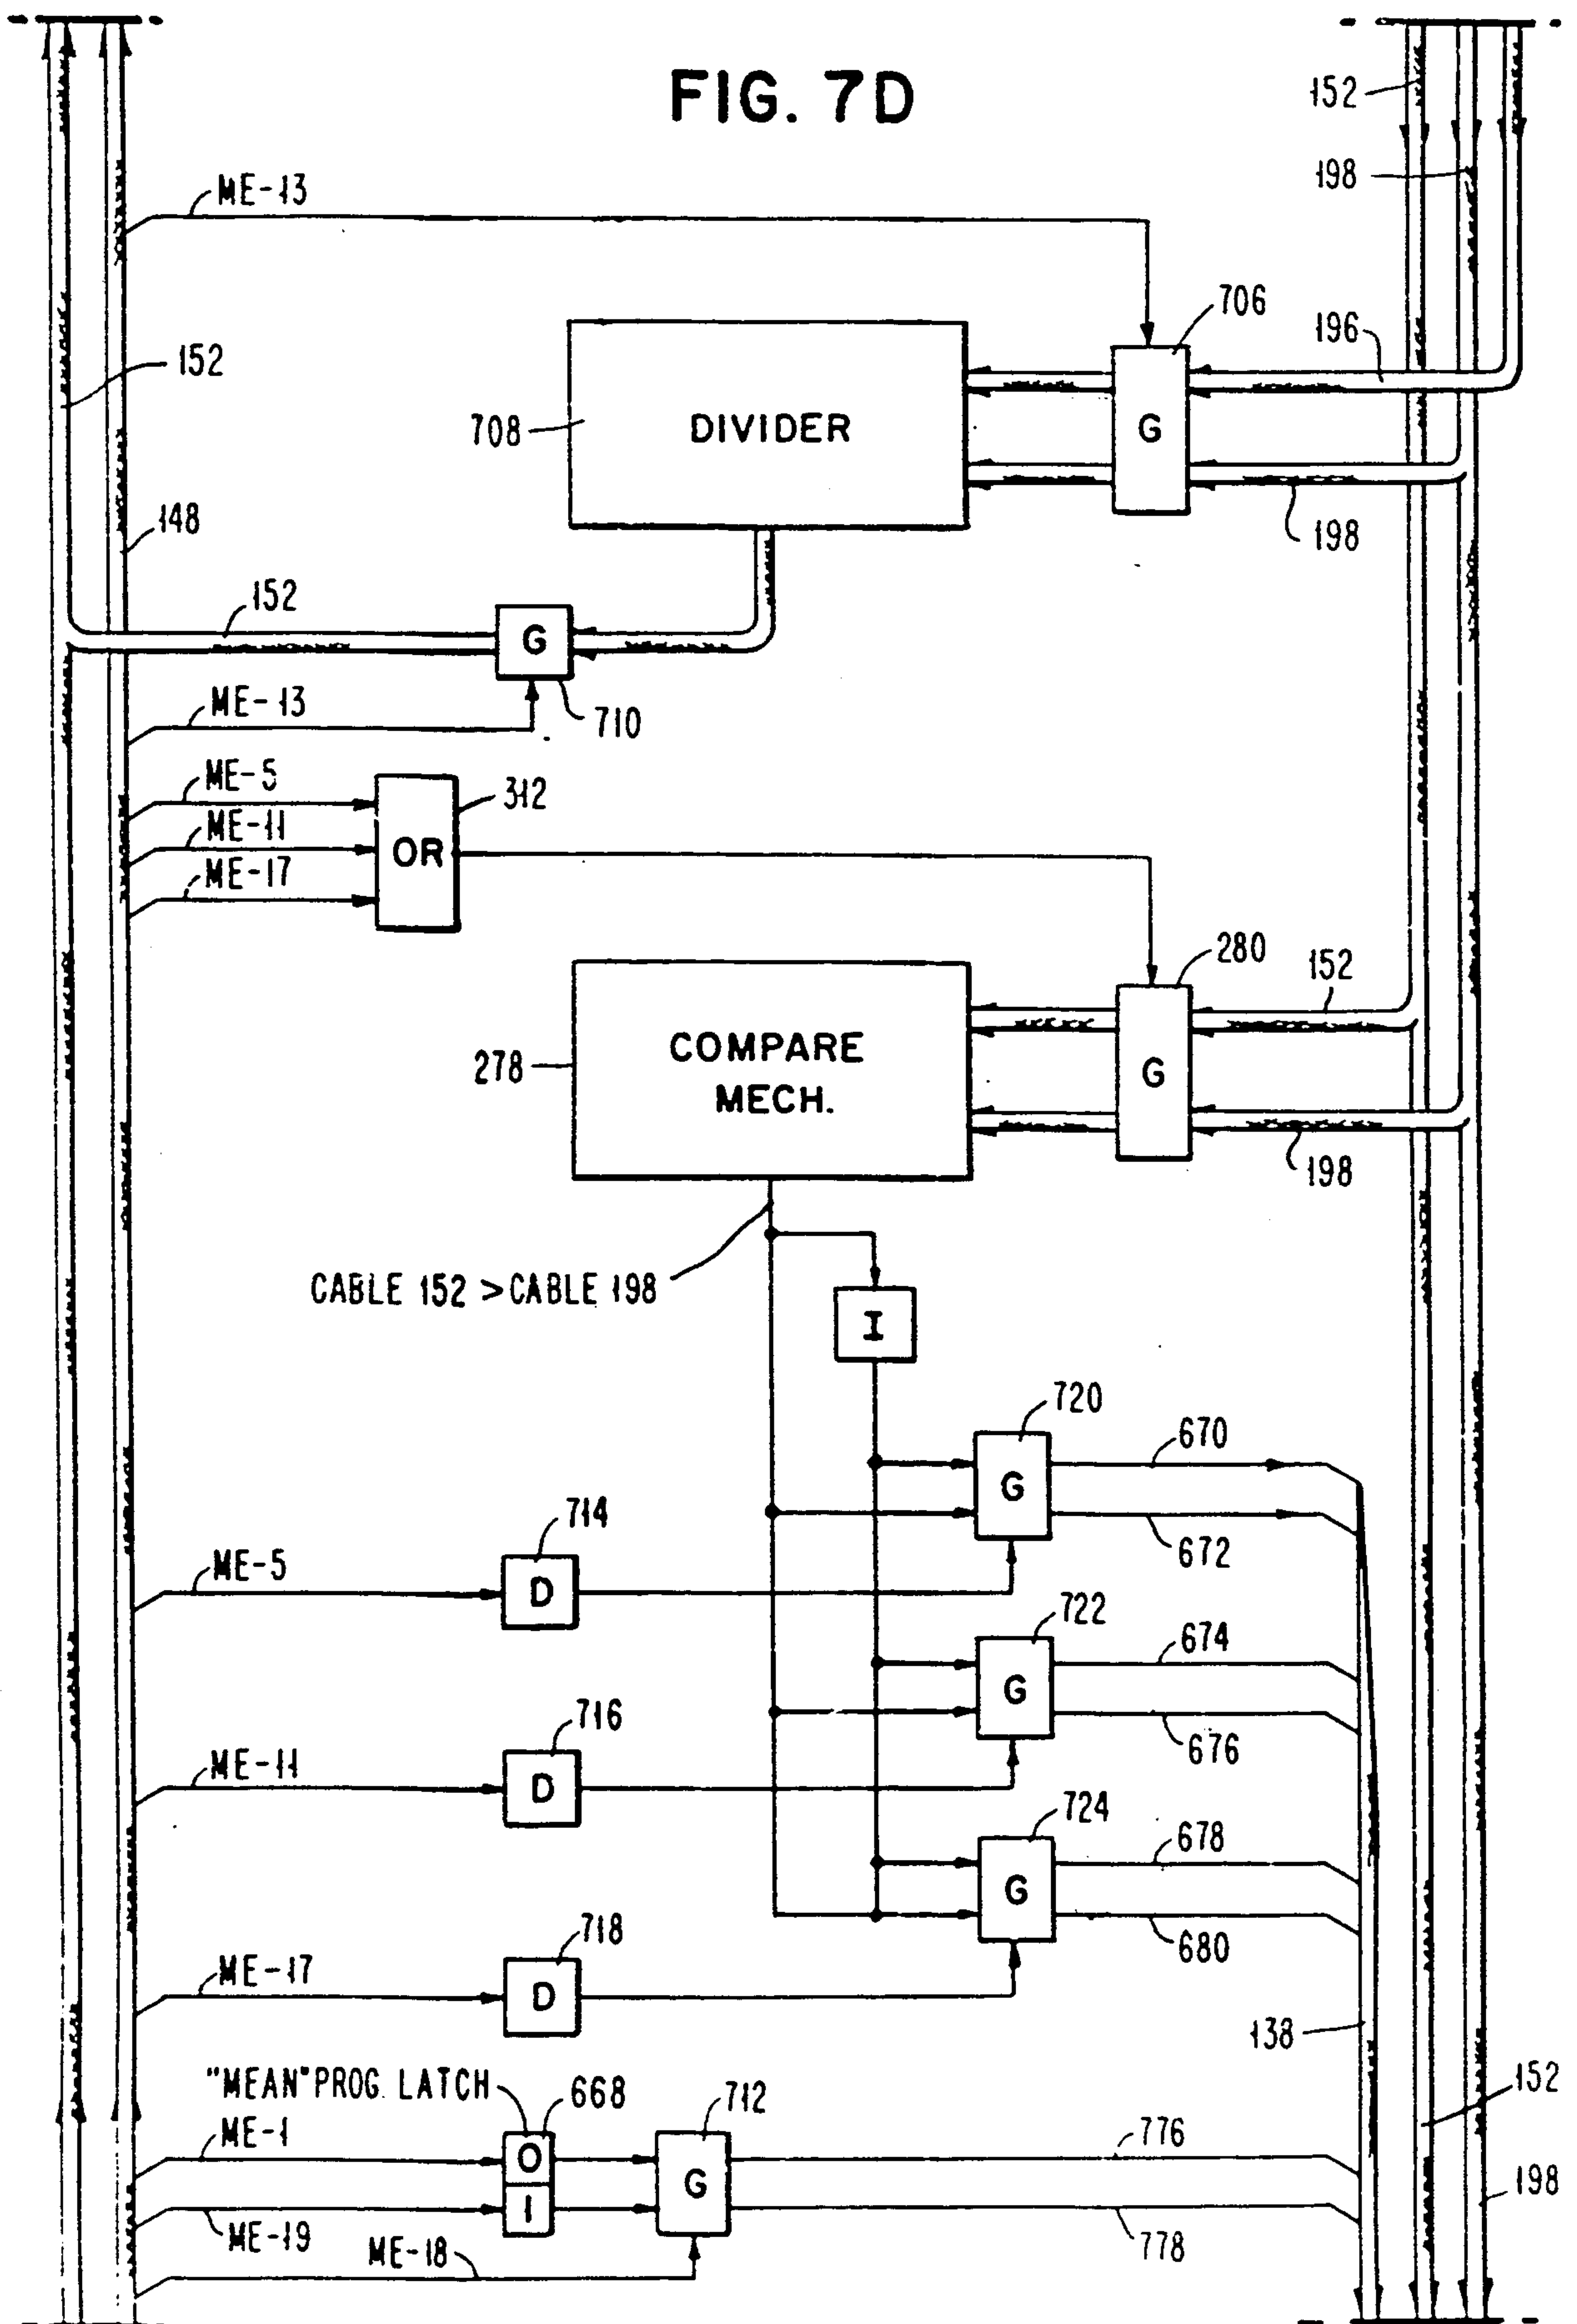 FIG. 7D
152
198
ME-13
706
196
152
708
DIVIDER
G
148
198
152
G
ME-13
710
ME-5
312
ME-11
OR
ME-17
280
152
278
COMPARE
MECH.
G
198
CABLE 152 > CABLE 198
I
720
670
G
714
672
ME-5
D
722
674
G
716
676
ME-11
D
724
678
G
718
680
ME-17
D
138
"MEAN" PROG. LATCH
668
712
152
ME-1
O
776
G
I
198
ME-19
ME-18
778